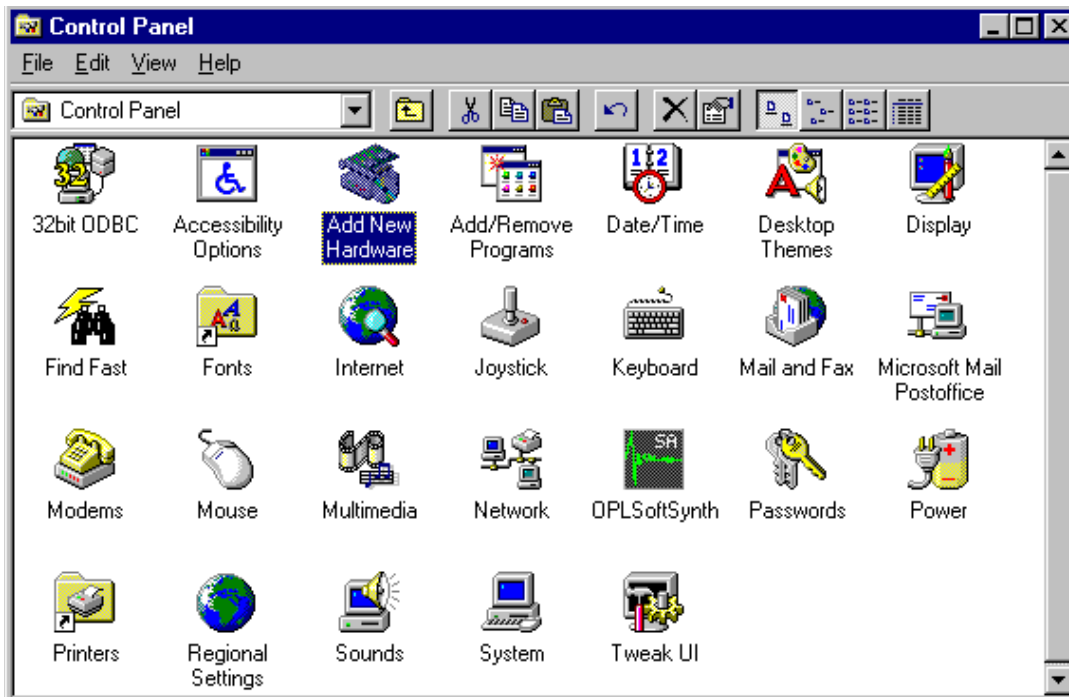 Control Panel
File Edit View Help
Control Panel
32bit ODBC
Accessibility
Options
Add New
Hardware
Add/Remove
Programs
Date/Time
Desktop
Themes
Display
Find Fast
Fonts
Internet
Joystick
Keyboard
Mail and Fax
Microsoft Mail
Postoffice
Modems
Mouse
Multimedia
Network
OPLSoftSynth
Passwords
Power
Printers
Regional
Settings
Sounds
System
Tweak UI